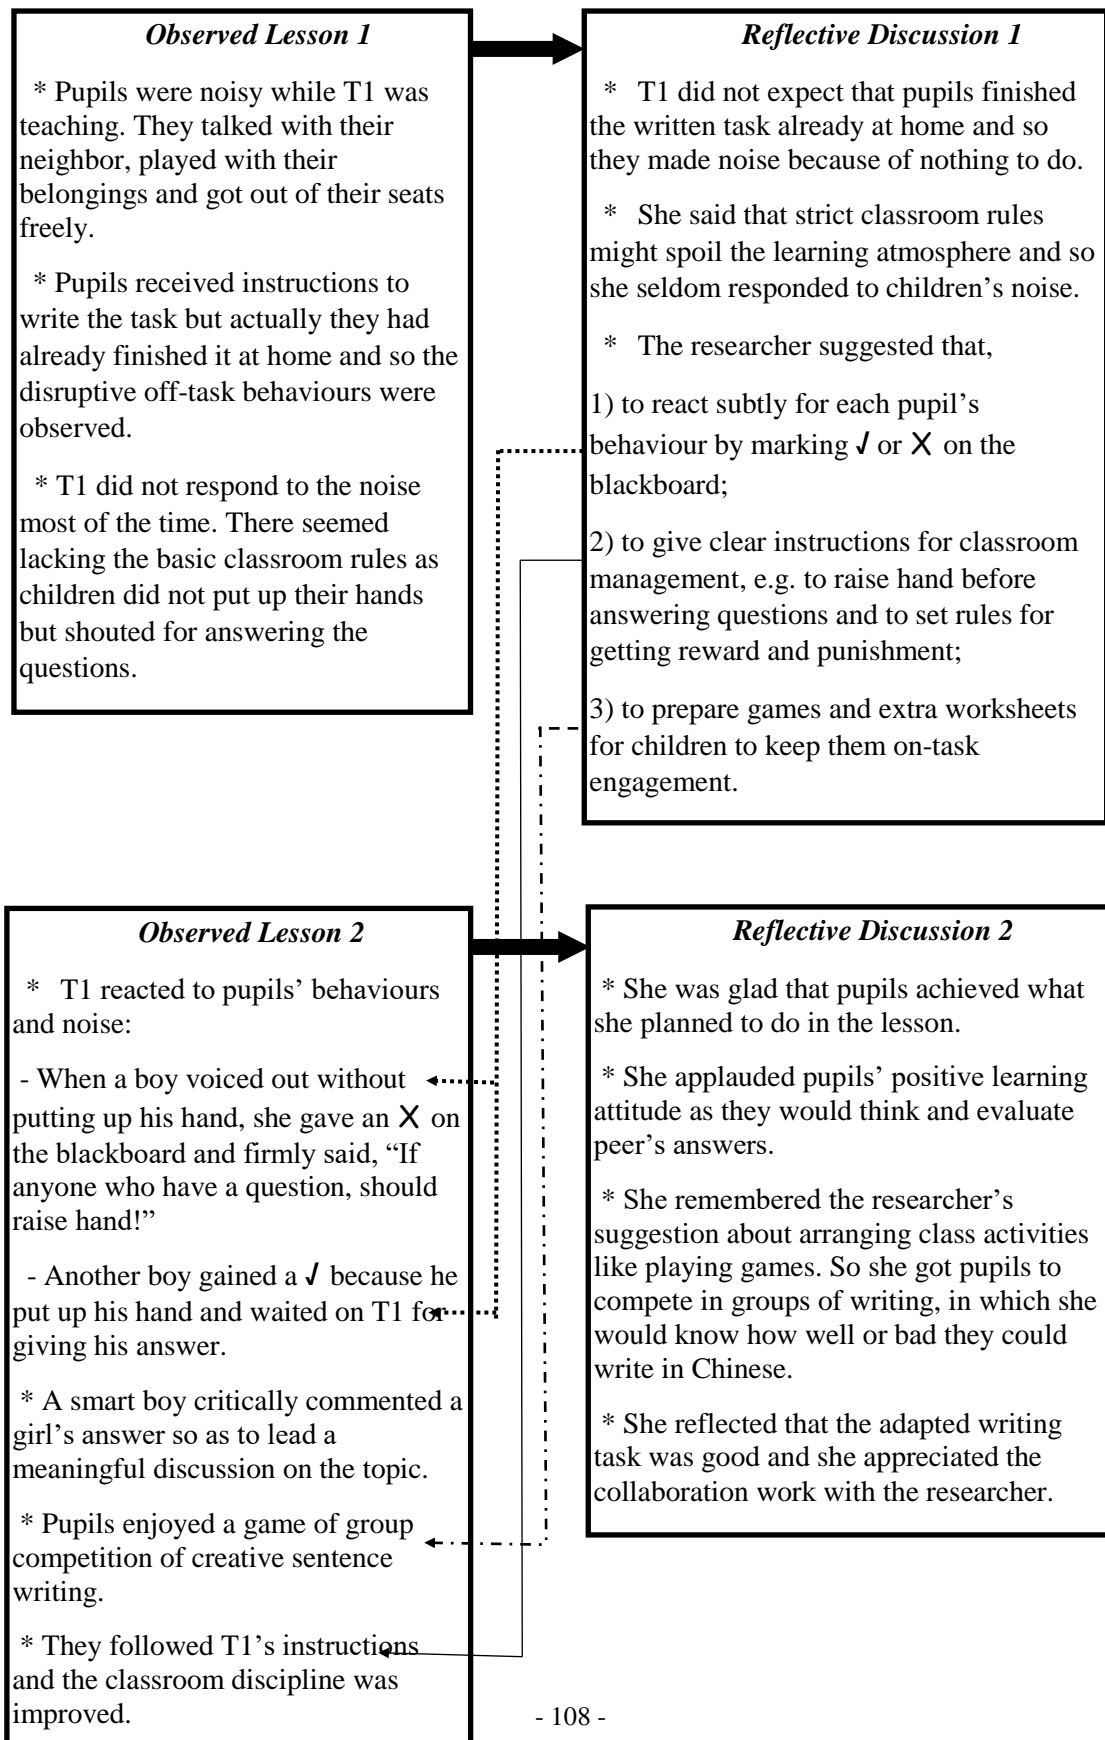 Observed Lesson 1
* Pupils were noisy while T1 was
teaching. They talked with their
neighbor, played with their
belongings and got out of their seats
freely.
* Pupils received instructions to
write the task but actually they had
already finished it at home and so the
disruptive off-task behaviours were
observed.
* T1 did not respond to the noise
most of the time. There seemed
lacking the basic classroom rules as
children did not put up their hands
but shouted for answering the
questions.
Reflective Discussion 1
* T1 did not expect that pupils finished
the written task already at home and so
they made noise because of nothing to do.
* She said that strict classroom rules
might spoil the learning atmosphere and so
she seldom responded to children’s noise.
* The researcher suggested that,
1) to react subtly for each pupil’s
behaviour by marking √ or X on the
blackboard;
2) to give clear instructions for classroom
management, e.g. to raise hand before
answering questions and to set rules for
getting reward and punishment;
3) to prepare games and extra worksheets
for children to keep them on-task
engagement.
Observed Lesson 2
* T1 reacted to pupils’ behaviours
and noise:
- When a boy voiced out without
putting up his hand, she gave an X on
the blackboard and firmly said, “If
anyone who have a question, should
raise hand!”
- Another boy gained a √ because he
put up his hand and waited on T1 for
giving his answer.
* A smart boy critically commented a
girl’s answer so as to lead a
meaningful discussion on the topic.
* Pupils enjoyed a game of group
competition of creative sentence
writing.
* They followed T1’s instructions
and the classroom discipline was
improved.
Reflective Discussion 2
* She was glad that pupils achieved what
she planned to do in the lesson.
* She applauded pupils’ positive learning
attitude as they would think and evaluate
peer’s answers.
* She remembered the researcher’s
suggestion about arranging class activities
like playing games. So she got pupils to
compete in groups of writing, in which she
would know how well or bad they could
write in Chinese.
* She reflected that the adapted writing
task was good and she appreciated the
collaboration work with the researcher.
- 108 -